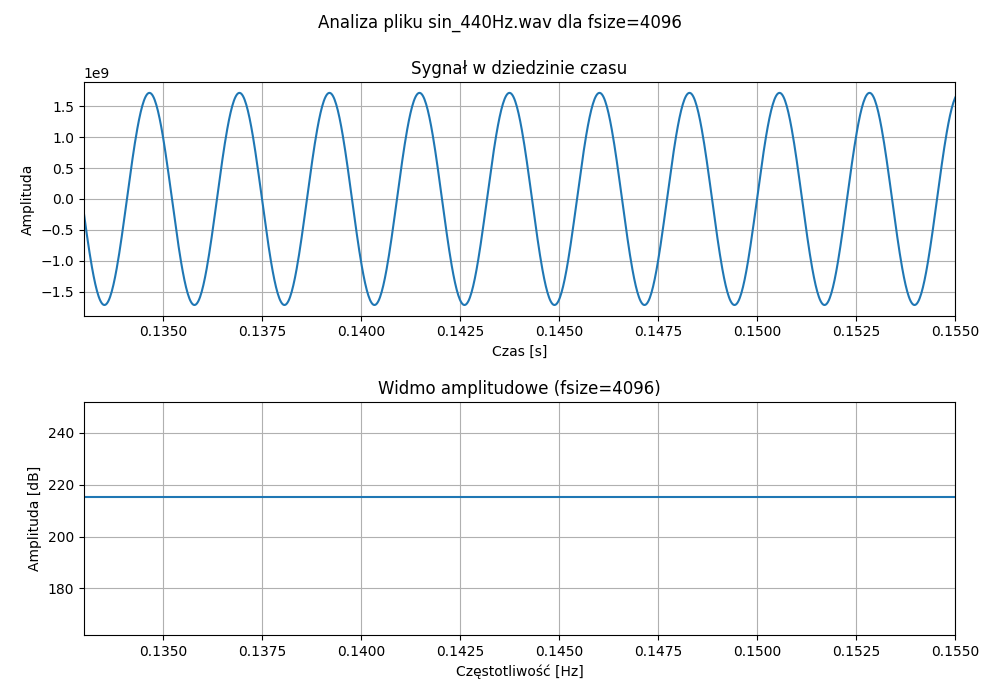 Analiza pliku sin_440Hz.wav dla fsize=4096
Sygnał w dziedzinie czasu
1e9
1.5
1.0
0.5
0.0
−0.5
−1.0
−1.5
Amplituda
0.1350 0.1375 0.1400 0.1425 0.1450 0.1475 0.1500 0.1525 0.1550
Czas [s]
Widmo amplitudowe (fsize=4096)
240
220
200
180
Amplituda [dB]
0.1350 0.1375 0.1400 0.1425 0.1450 0.1475 0.1500 0.1525 0.1550
Częstotliwość [Hz]